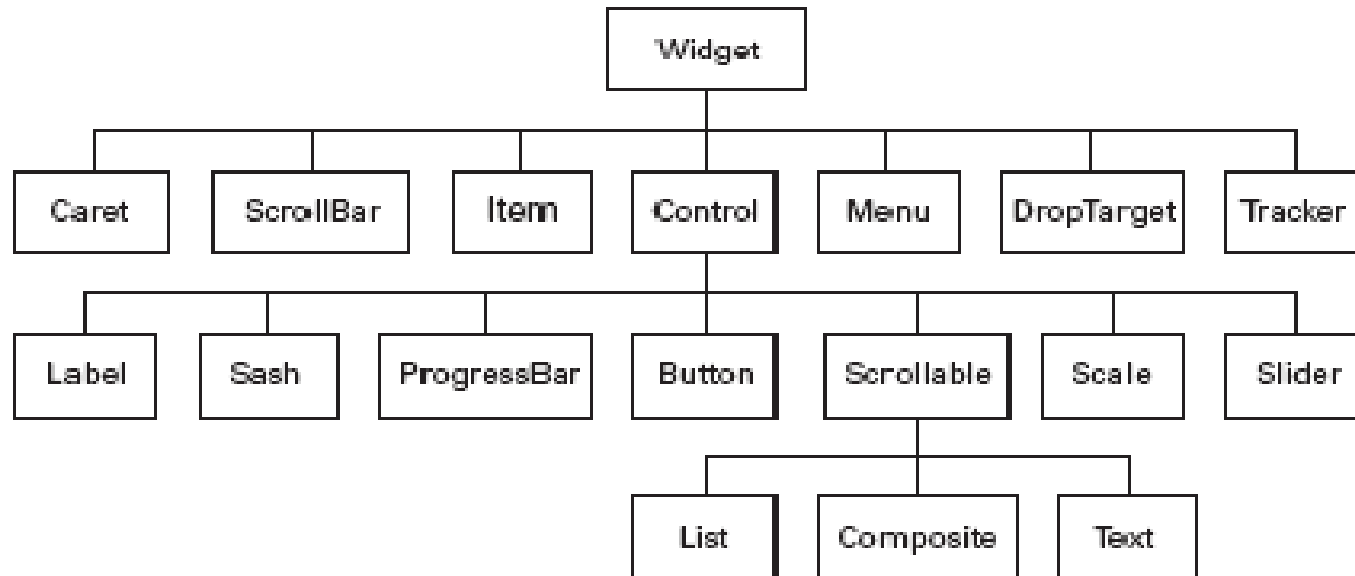 Widget
Caret ScrollBar Item Control Menu DropTarget Tracker
Label Sash ProgressBar Button Scrollable Scale Slider
List Composite Text